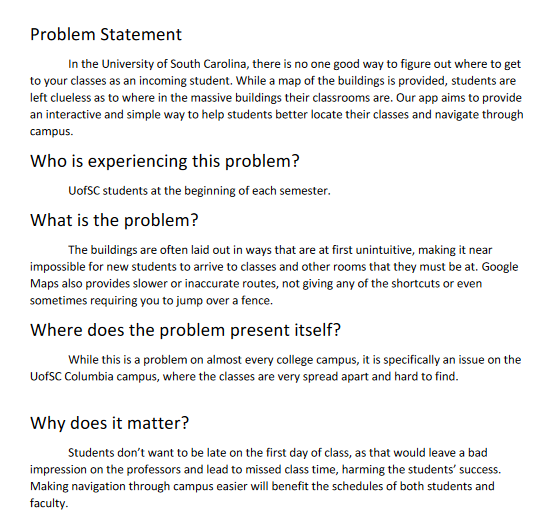 Problem Statement
In the University of South Carolina, there is no one good way to figure out where to get
to your classes as an incoming student. While a map of the buildings is provided, students are
left clueless as to where in the massive buildings their classrooms are. Our app aims to provide
an interactive and simple way to help students better locate their classes and navigate through
campus.
Who is experiencing this problem?
UofSC students at the beginning of each semester.
What is the problem?
The buildings are often laid out in ways that are at first unintuitive, making it near
impossible for new students to arrive to classes and other rooms that they must be at. Google
Maps also provides slower or inaccurate routes, not giving any of the shortcuts or even
sometimes requiring you to jump over a fence.
Where does the problem present itself?
While this is a problem on almost every college campus, it is specifically an issue on the
UofSC Columbia campus, where the classes are very spread apart and hard to find.
Why does it matter?
Students don’t want to be late on the first day of class, as that would leave a bad
impression on the professors and lead to missed class time, harming the students’ success.
Making navigation through campus easier will benefit the schedules of both students and
faculty.